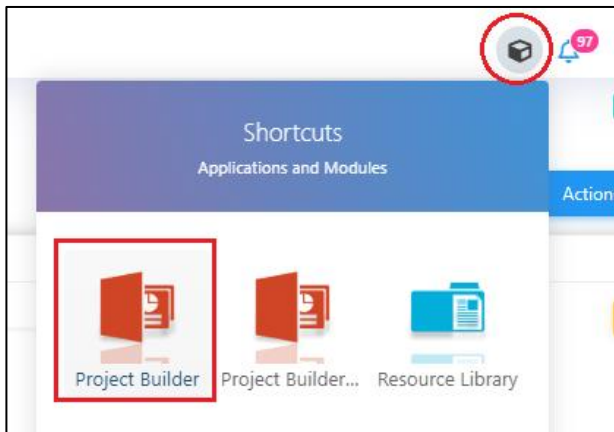 97
Shortcuts
Applications and Modules
Action
Project Builder Project Builder... Resource Library